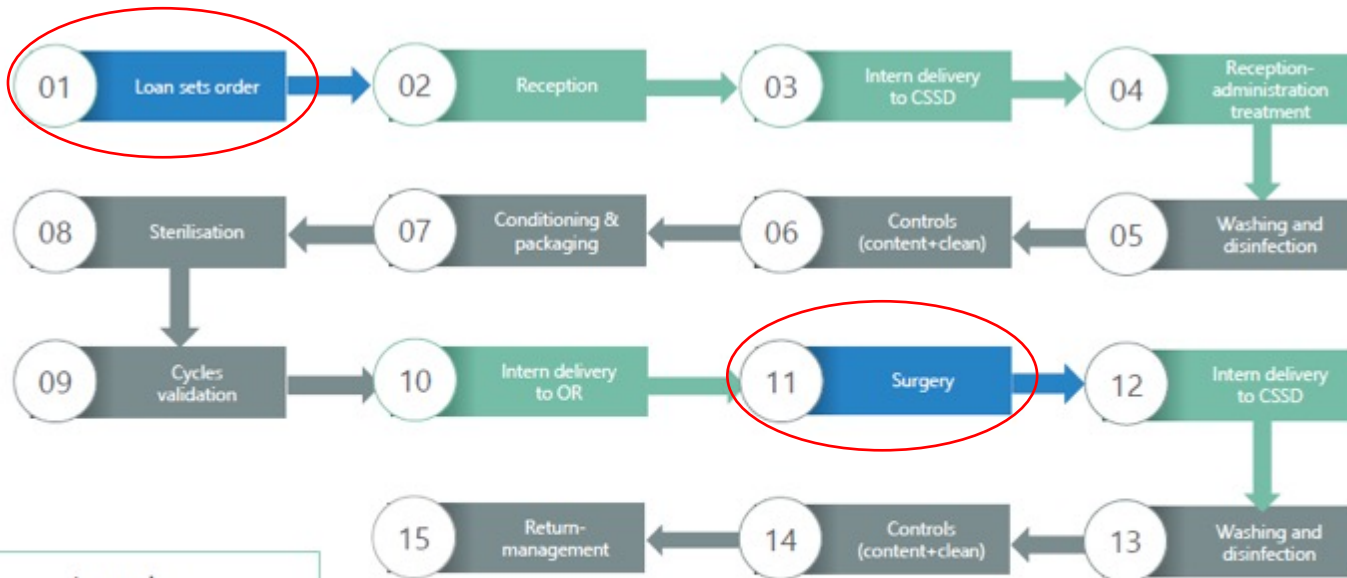 01 Loan sets order
02 Reception
03 Intern delivery
to CSSD
04 Reception-
administration
treatment
05 Washing and
disinfection
06 Controls
(content+clean)
07 Conditioning &
packaging
08 Sterilisation
09 Cycles
validation
10 Intern delivery
to OR
11 Surgery
12 Intern delivery
to CSSD
13 Washing and
disinfection
14 Controls
(content+clean)
15 Return-
management